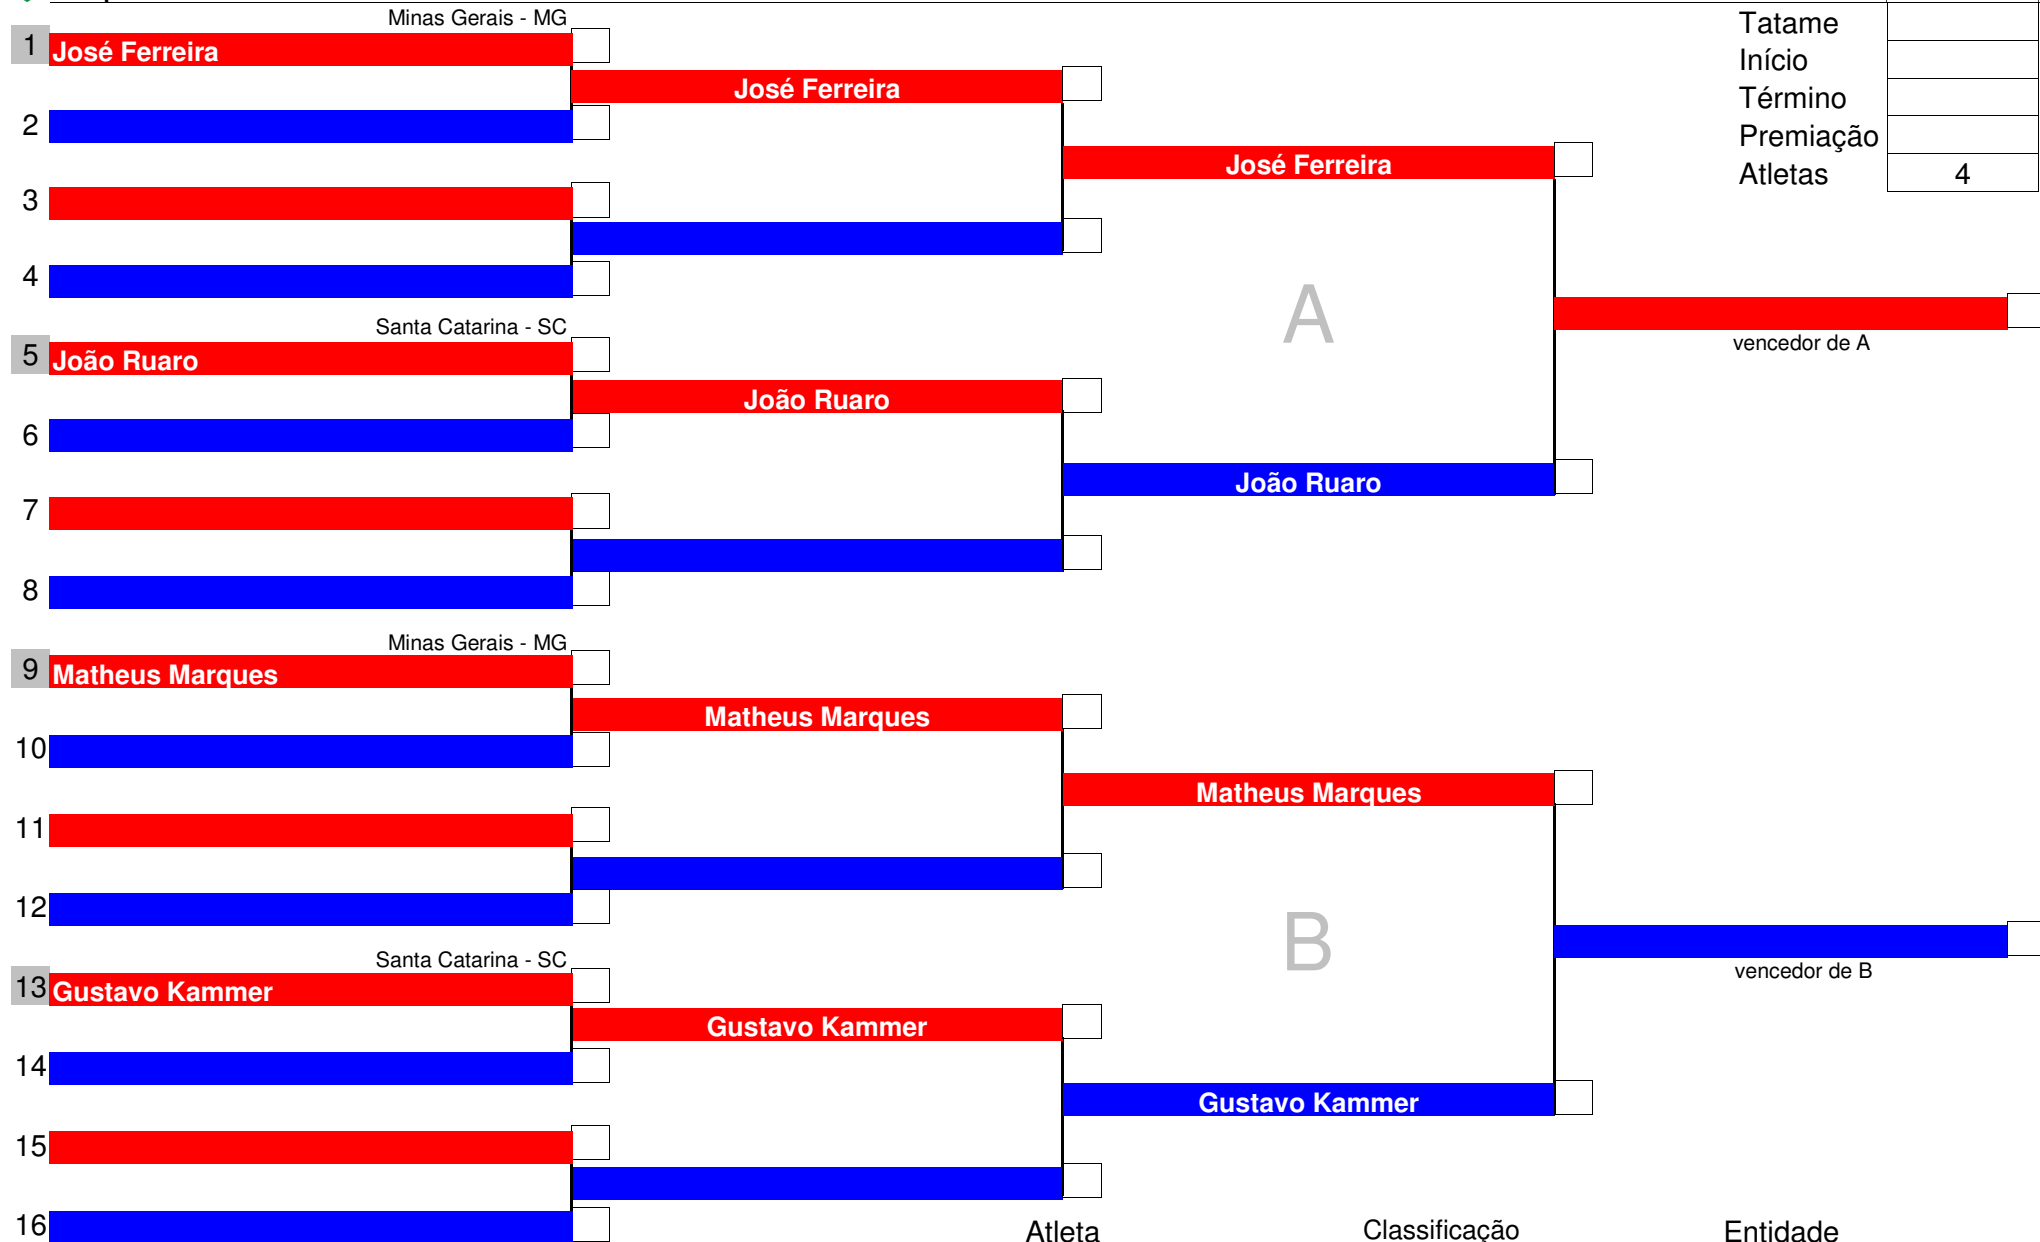 Minas Gerais - MG
1 José Ferreira
José Ferreira
2
José Ferreira
3
4
Santa Catarina - SC
5 João Ruaro
João Ruaro
6
João Ruaro
7
8
A
vencedor de A
Minas Gerais - MG
9 Matheus Marques
Matheus Marques
10
Matheus Marques
11
12
Santa Catarina - SC
13 Gustavo Kammer
Gustavo Kammer
14
Gustavo Kammer
15
16
B
vencedor de B
Tatame
Início
Término
Premiação
Atletas 4
Atleta Classificação Entidade